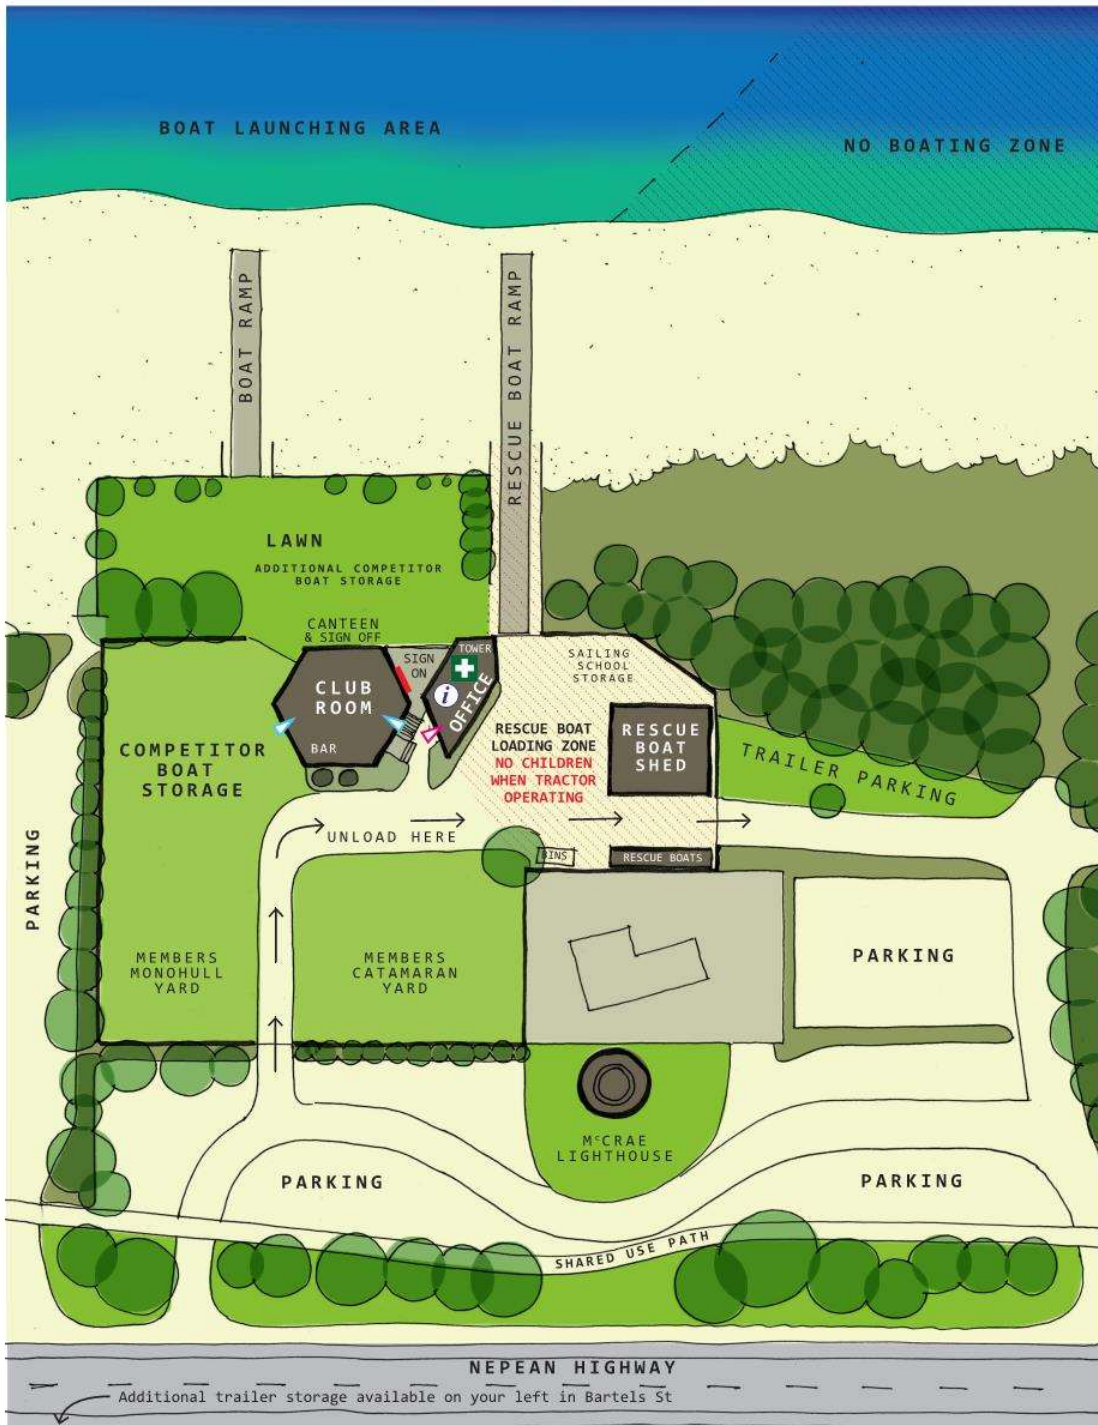 BOAT LAUNCHING AREA
NO BOATING ZONE
BOAT RAMP
RESCUE BOAT RAMP
LAWN
ADDITIONAL COMPETITOR
BOAT STORAGE
CANTEEN
& SIGN OFF
SIGN
ON
TOWER
i
OFFICE
CLUB
ROOM
BAR
SAILING
SCHOOL
STORAGE
RESCUE BOAT
LOADING ZONE
NO CHILDREN
WHEN TRACTOR
OPERATING
RESCUE
BOAT
SHED
TRAILER PARKING
COMPETITOR
BOAT
STORAGE
UNLOAD HERE
BINS
RESCUE BOATS
PARKING
MEMBERS
MONOHULL
YARD
MEMBERS
CATAMARAN
YARD
PARKING
McCRAE
LIGHTHOUSE
PARKING
PARKING
SHARED USE PATH
NEPEAN HIGHWAY
Additional trailer storage available on your left in Bartels St